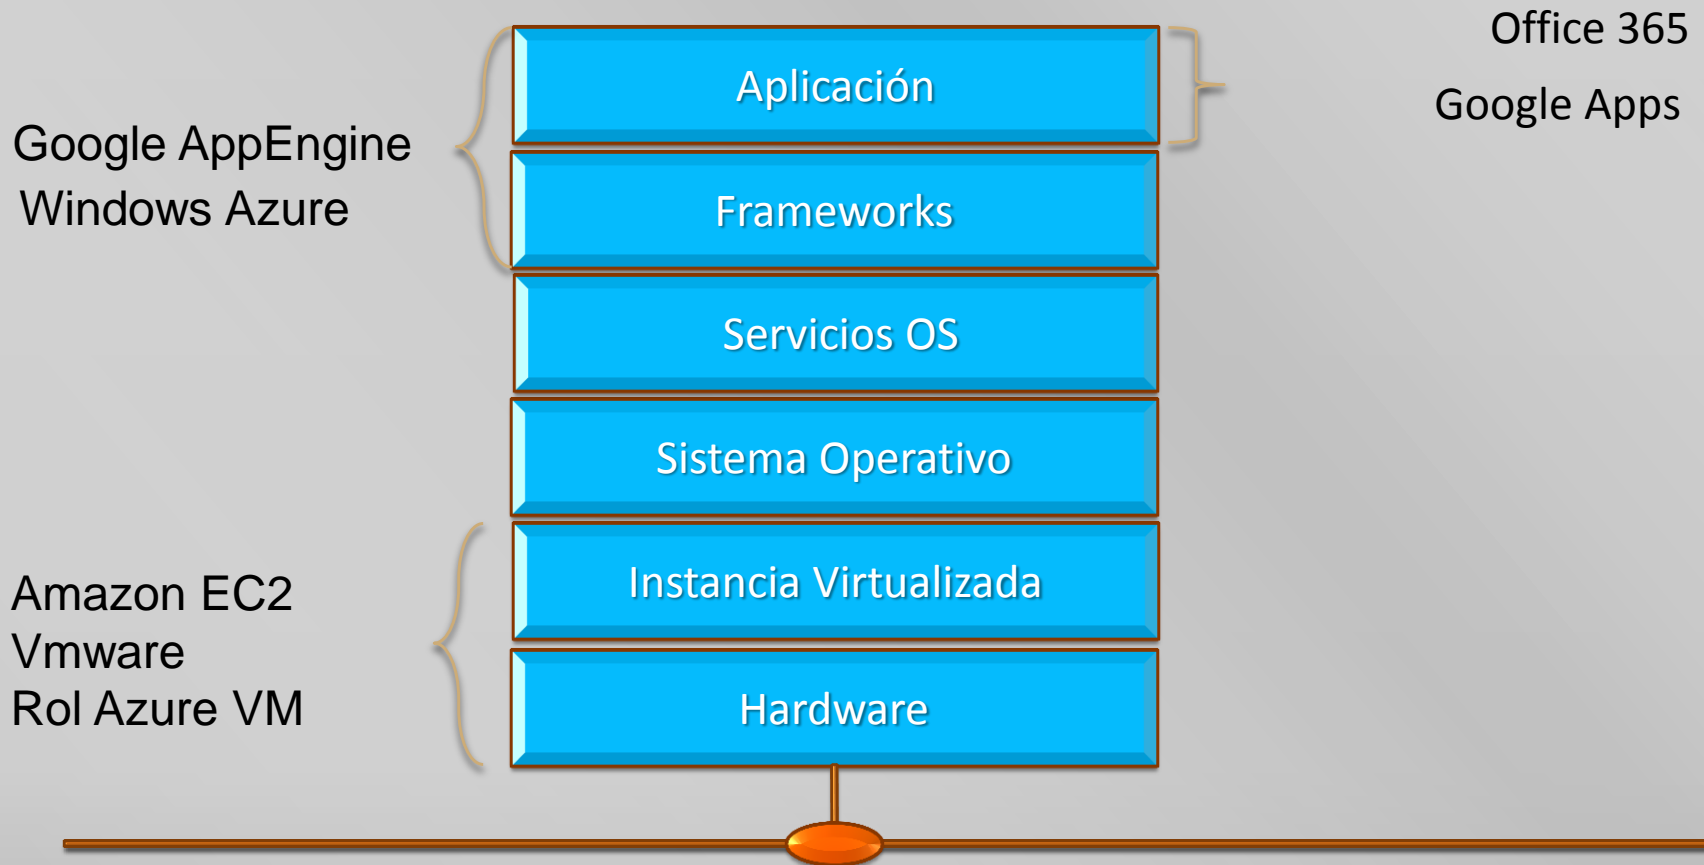 Office 365
Google Apps
Google AppEngine
Windows Azure
Aplicación
Frameworks
Servicios OS
Sistema Operativo
Instancia Virtualizada
Hardware
Amazon EC2
Vmware
Rol Azure VM